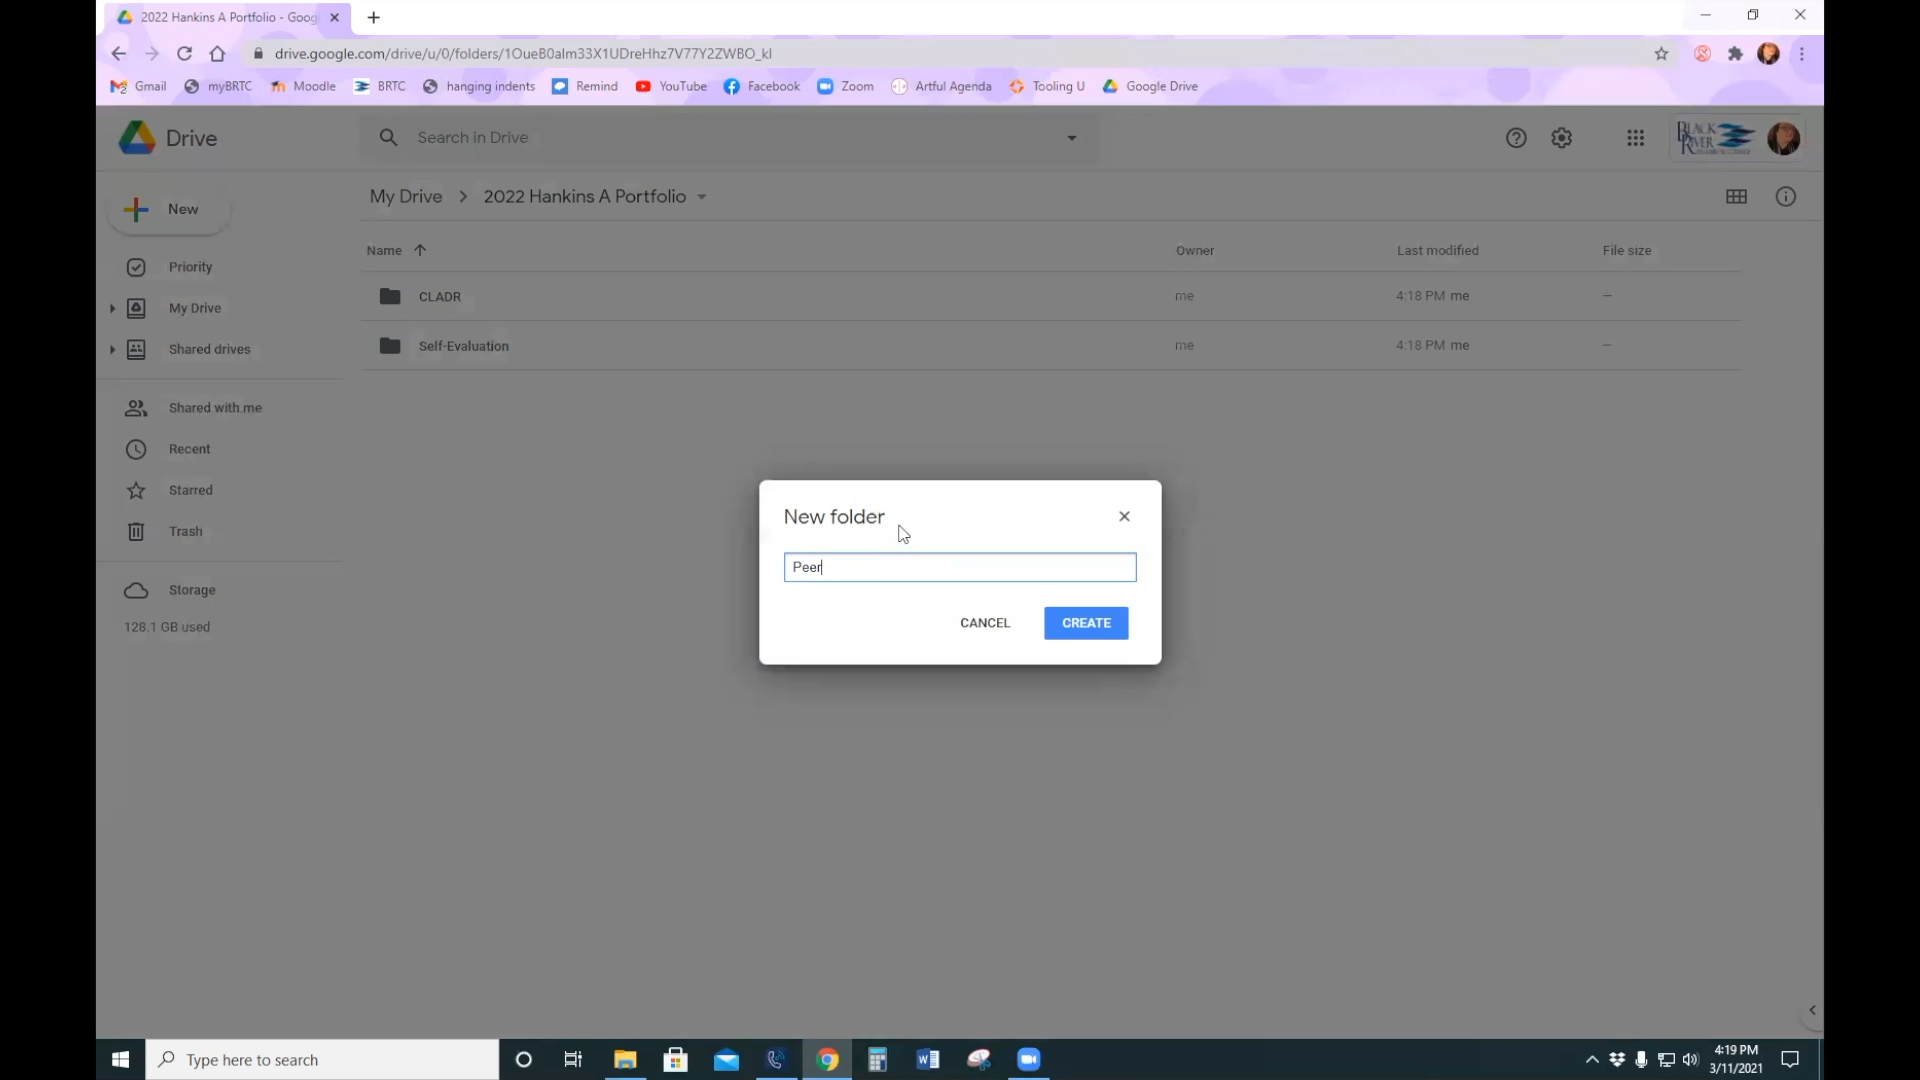 2022 Hankins A Portfolio - Goog
drive.google.com/drive/u/0/folders/1OueB0alm33X1UDreHhz7V77Y2ZWBO_kl
Gmail myBRTC Moodle BRTC hanging indents Remind YouTube Facebook Zoom Artful Agenda Tooling U Google Drive
Drive
Search in Drive
BLACK RIVER
New
My Drive > 2022 Hankins A Portfolio
Name Owner Last modified File size
Priority
CLADR me 4:18 PM me –
My Drive
Self-Evaluation me 4:18 PM me –
Shared drives
Shared with me
Recent
Starred
Trash
Storage
128.1 GB used
New folder
Peer
CANCEL CREATE
Type here to search
4:19 PM
3/11/2021